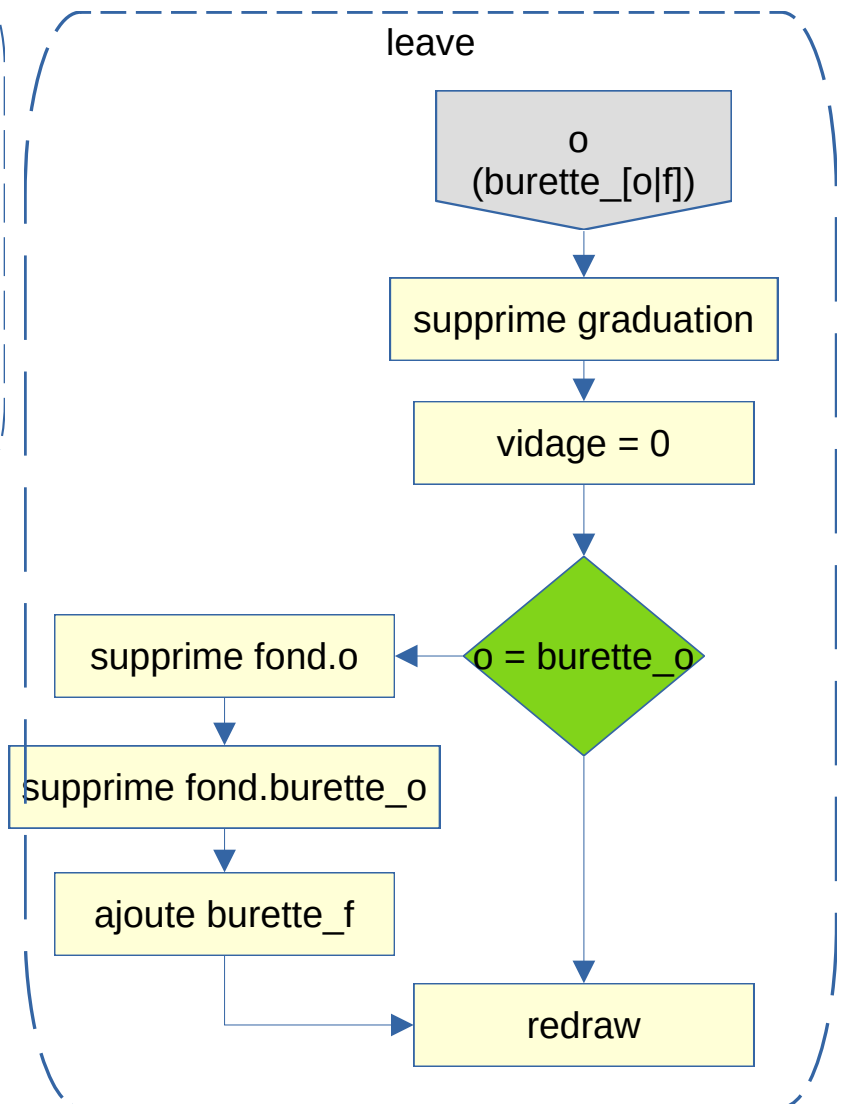 leave
o
(burette_[o|f])
supprime graduation
vidage = 0
o = burette_o
supprime fond.o
supprime fond.burette_o
ajoute burette_f
redraw